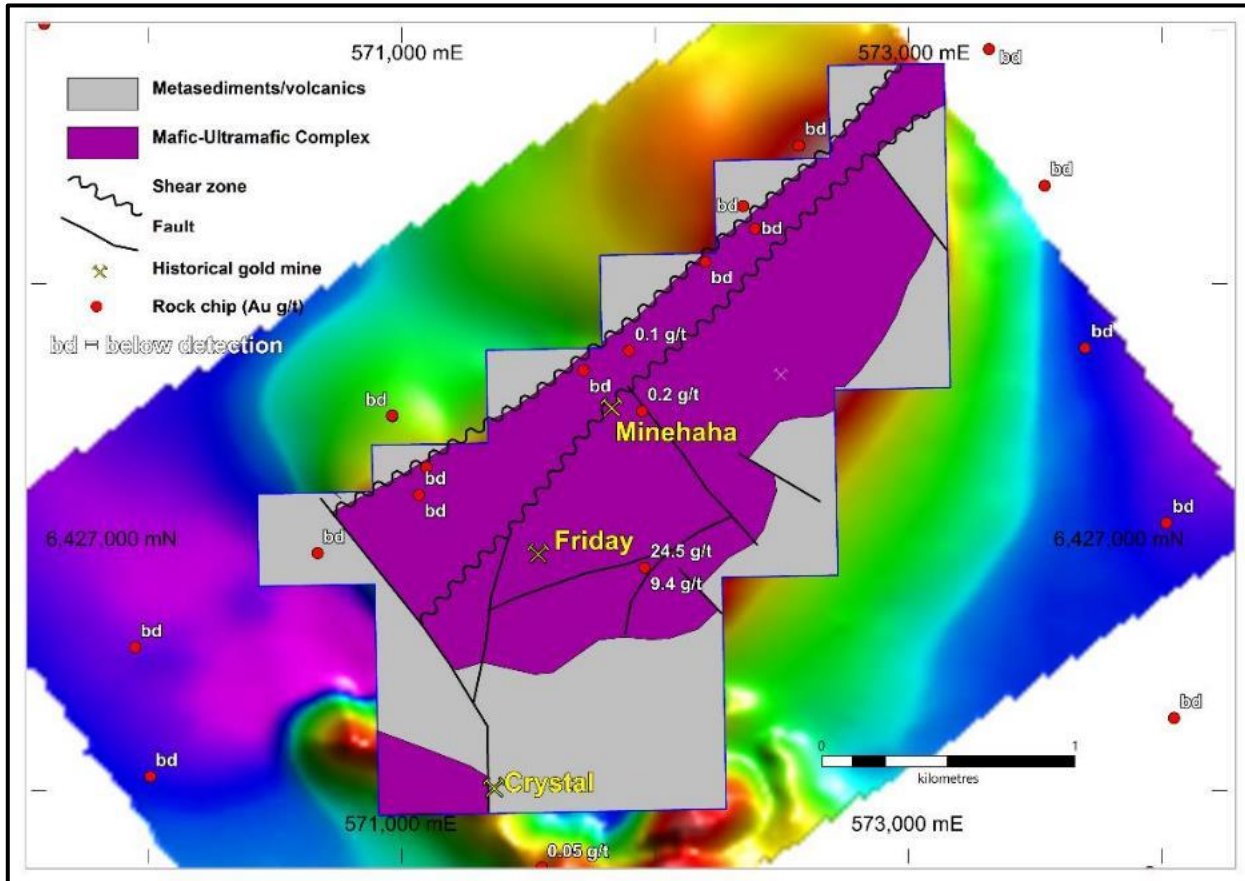 571,000 mE
573,000 mE
bd
Metasediments/volcanics
Mafic-Ultramafic Complex
bd
bd
Shear zone
bd
bd
Fault
Historical gold mine
bd
Rock chip (Au g/t)
bd = below detection
0.1 g/t
bd
bd
bd
0.2 g/t
Minehaha
bd
bd
bd
6,427,000 mN
bd
Friday
24.5 g/t
6,427,000 mN
9.4 g/t
bd
bd
bd
0
1
kilometres
Crystal
571,000 mE
573,000 mE
0.05 g/t